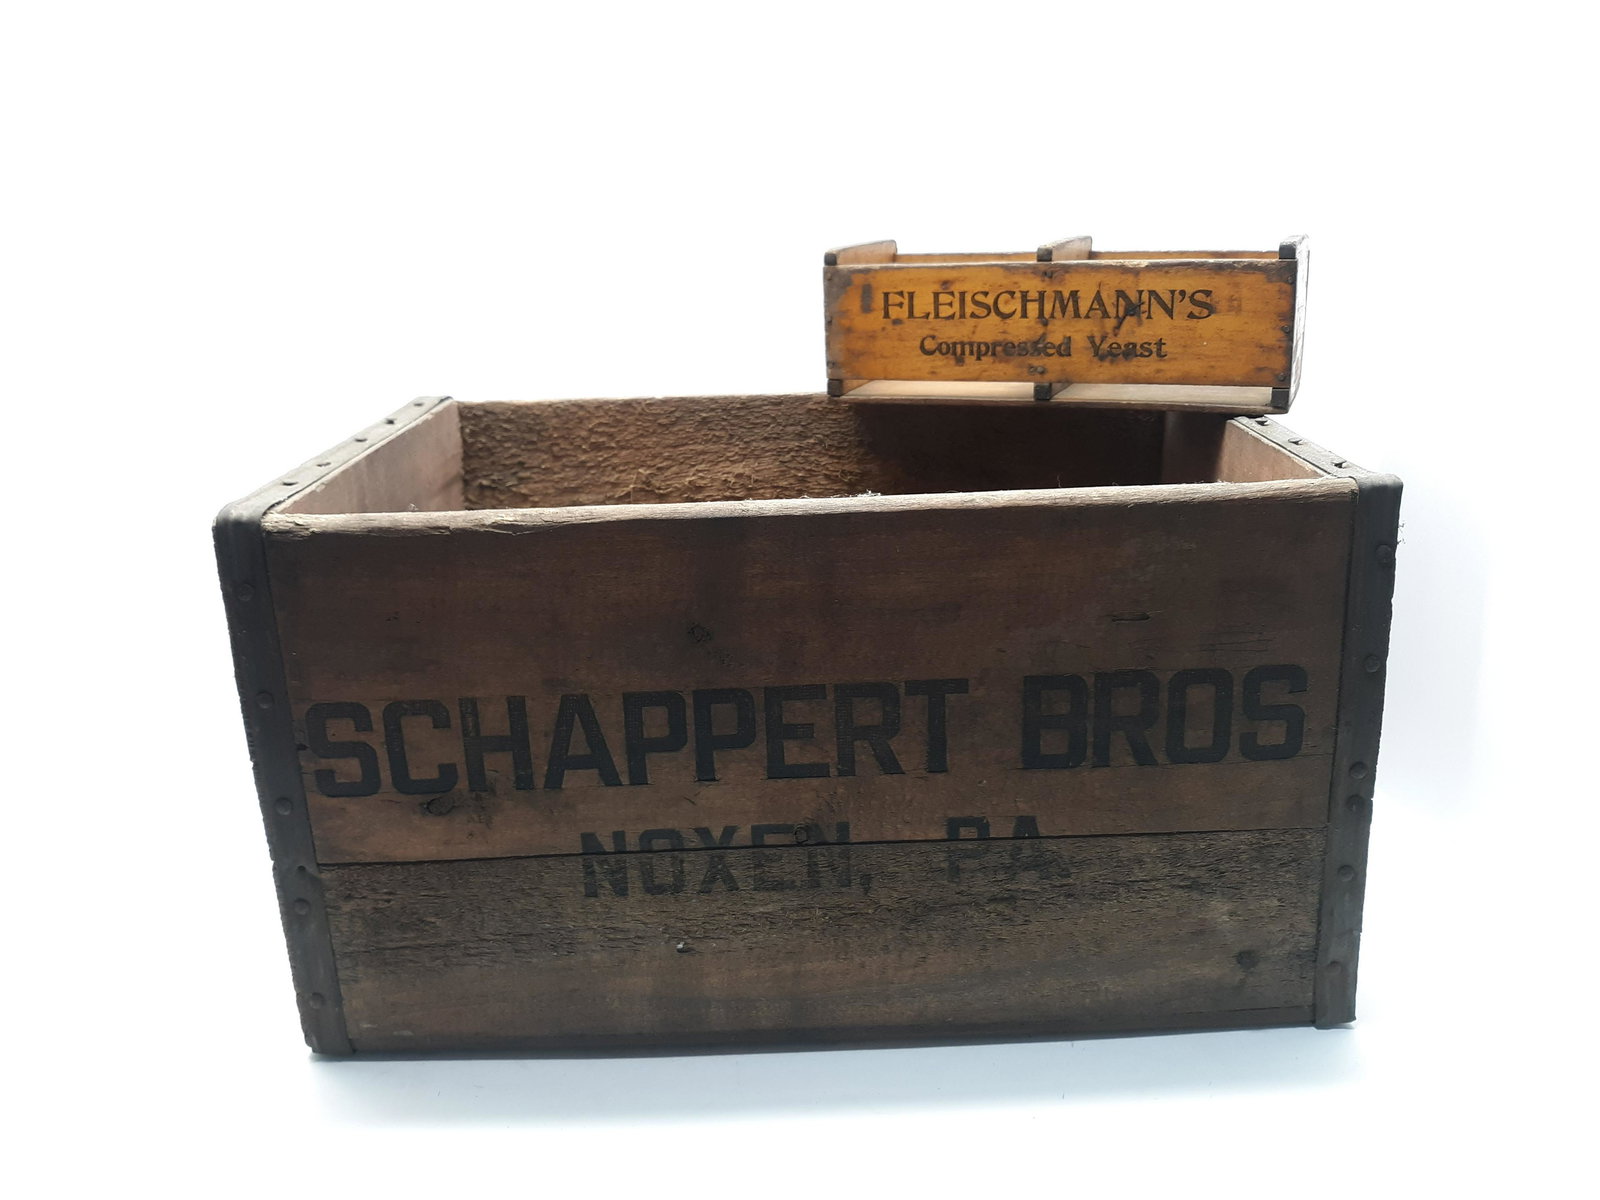 FLEISCHMANN'S
Compressed Yeast
SCHAPPERT BROS
NOXEN, PA.